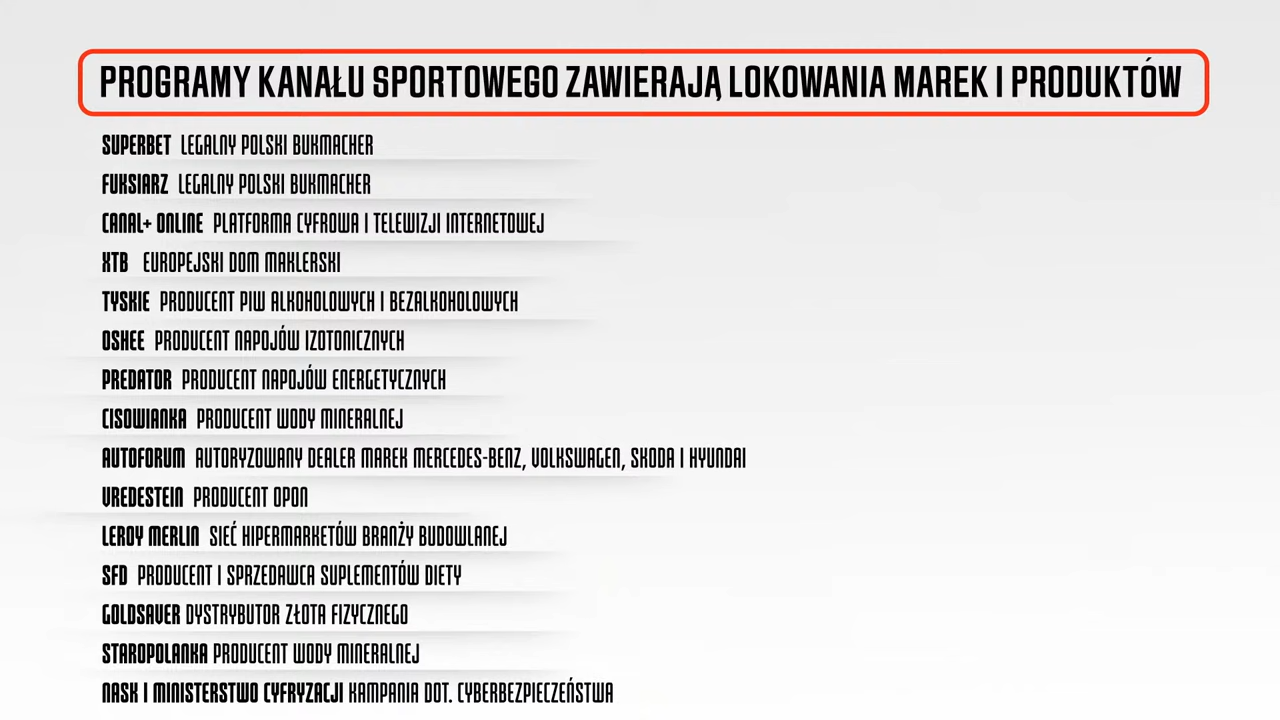 PROGRAMY KANAŁU SPORTOWEGO ZAWIERAJĄ LOKOWANIA MAREK I PRODUKTÓW
SUPERBET LEGALNY POLSKI BUKMACHER
FUKSIARZ LEGALNY POLSKI BUKMACHER
CANAL+ ONLINE PLATFORMA CYFROWA I TELEWIZJI INTERNETOWEJ
XTB EUROPEJSKI DOM MAKLERSKI
TYSKIE PRODUCENT PIW ALKOHOLOWYCH I BEZALKOHOLOWYCH
OSHEE PRODUCENT NAPOJÓW IZOTONICZNYCH
PREDATOR PRODUCENT NAPOJÓW ENERGETYCZNYCH
CISOWIANKA PRODUCENT WODY MINERALNEJ
AUTOFORUM AUTORYZOWANY DEALER MAREK MERCEDES-BENZ, VOLKSWAGEN, SKODA I HYUNDAI
VREDESTEIN PRODUCENT OPON
LEROY MERLIN SIEĆ HIPERMARKETÓW BRANŻY BUDOWLANEJ
SFD PRODUCENT I SPRZEDAWCA SUPLEMENTÓW DIETY
GOLDSAVER DYSTRYBUTOR ZŁOTA FIZYCZNEGO
STAROPOLANKA PRODUCENT WODY MINERALNEJ
NASK I MINISTERSTWO CYFRYZACJI KAMPANIA DOT. CYBERBEZPIECZEŃSTWA